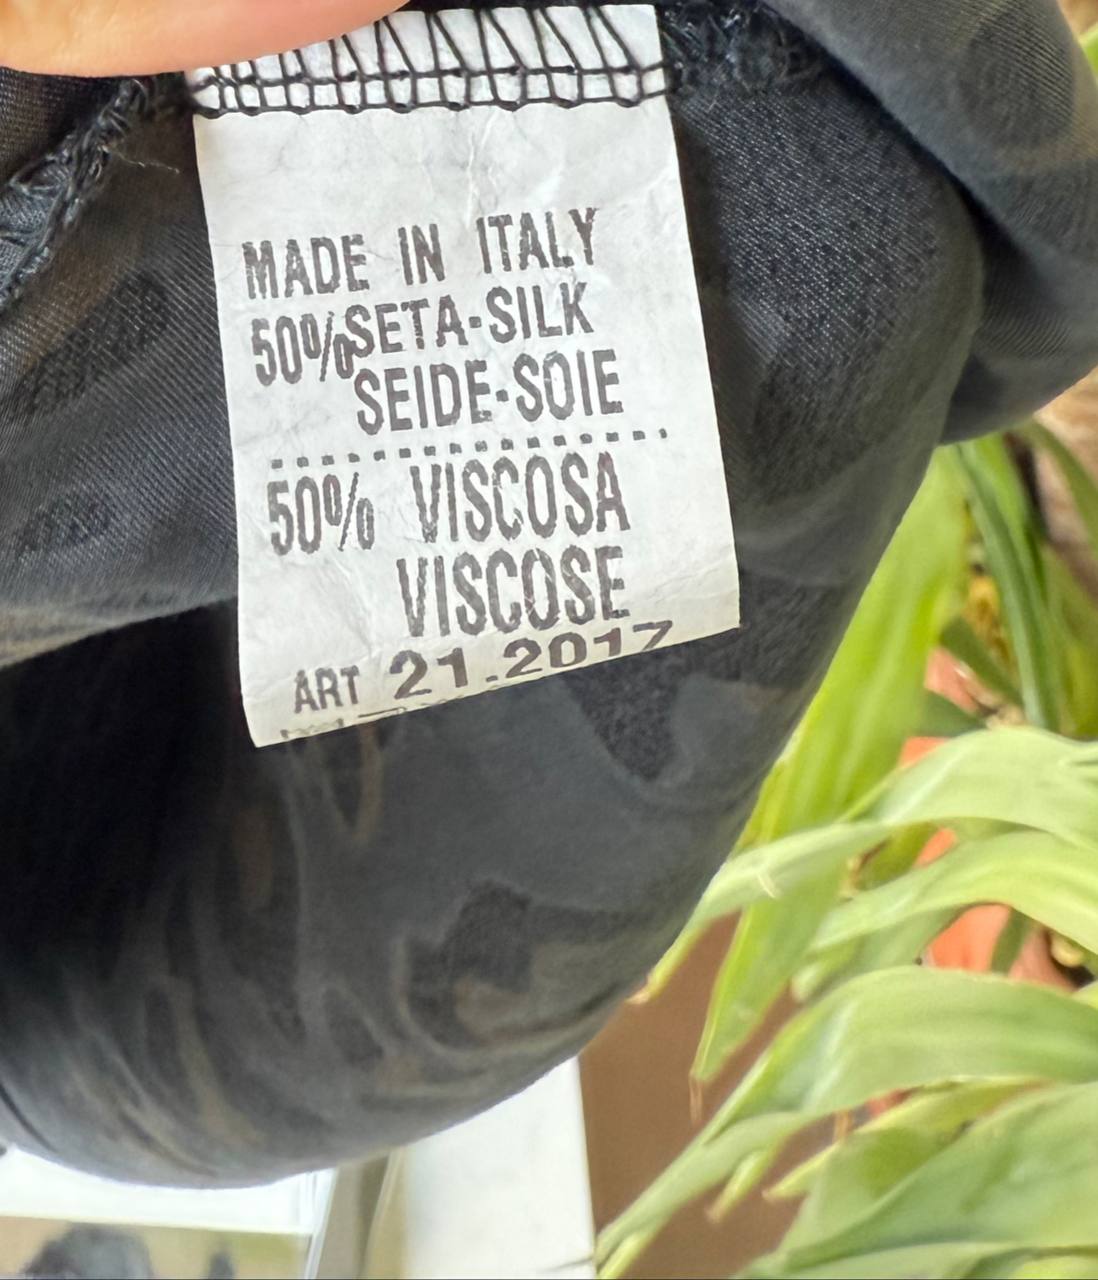 MADE IN ITALY
50% SETA-SILK
SEIDE-SOIE
50% VISCOSA
VISCOSE
ART 21.2017